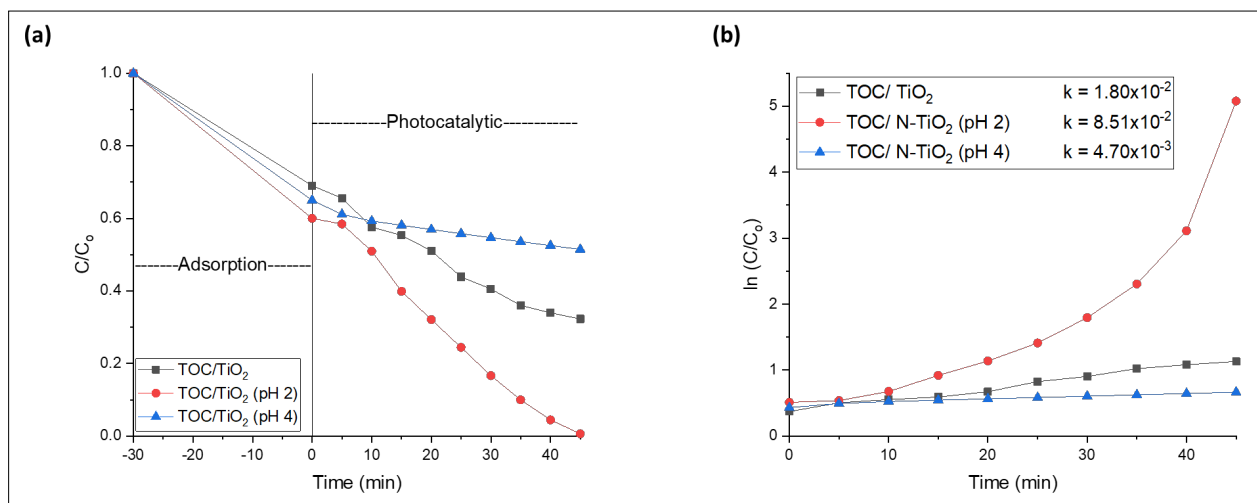 (a)
1.0
0.8
0.6
0.4
0.2
0.0
C/Cₒ
Photocatalytic
Adsorption
TOC/TiO₂
TOC/TiO₂ (pH 2)
TOC/TiO₂ (pH 4)
-30 -20 -10 0 10 20 30 40
Time (min)
(b)
5
4
3
2
1
0
ln (C/Cₒ)
TOC/ TiO₂ k = 1.80x10⁻²
TOC/ N-TiO₂ (pH 2) k = 8.51x10⁻²
TOC/ N-TiO₂ (pH 4) k = 4.70x10⁻³
0 10 20 30 40
Time (min)